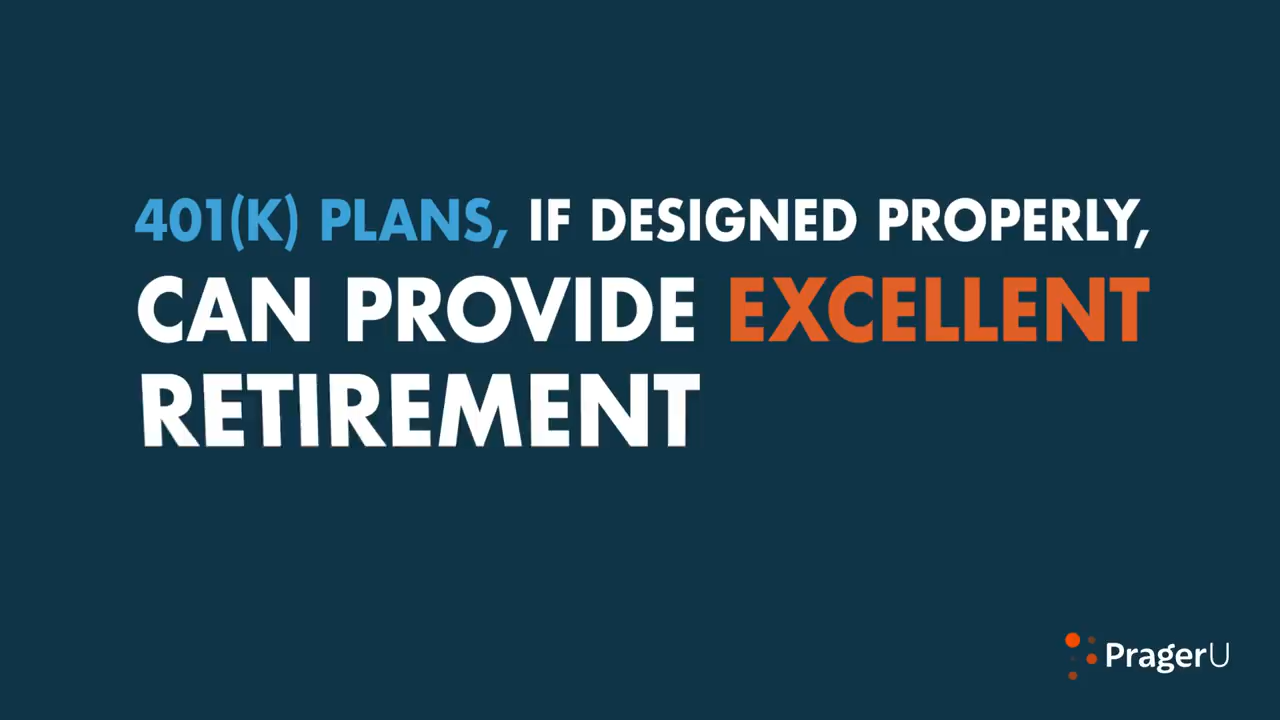 401(K) PLANS, IF DESIGNED PROPERLY,
CAN PROVIDE EXCELLENT
RETIREMENT
PragerU